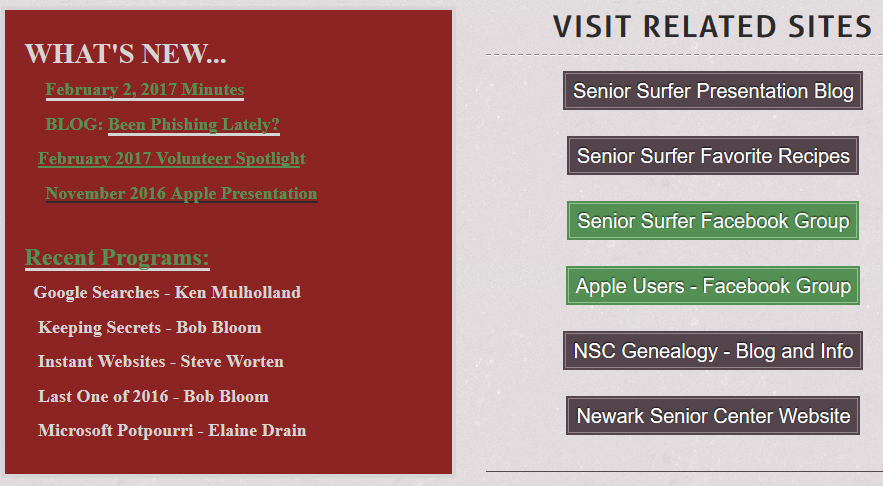 WHAT'S NEW...
February 2, 2017 Minutes
BLOG: Been Phishing Lately?
February 2017 Volunteer Spotlight
November 2016 Apple Presentation
Recent Programs:
Google Searches - Ken Mulholland
Keeping Secrets - Bob Bloom
Instant Websites - Steve Worten
Last One of 2016 - Bob Bloom
Microsoft Potpourri - Elaine Drain
VISIT RELATED SITES
Senior Surfer Presentation Blog
Senior Surfer Favorite Recipes
Senior Surfer Facebook Group
Apple Users - Facebook Group
NSC Genealogy - Blog and Info
Newark Senior Center Website